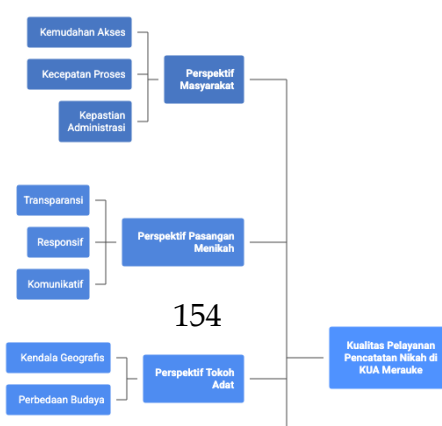 Kemudahan Akses
Kecepatan Proses
Kepastian
Administrasi
Perspektif
Masyarakat
Transparansi
Responsif
Komunikatif
Perspektif Pasangan
Menikah
154
Kendala Geografis
Perbedaan Budaya
Perspektif Tokoh
Adat
Kualitas Pelayanan
Pencatatan Nikah di
KUA Merauke